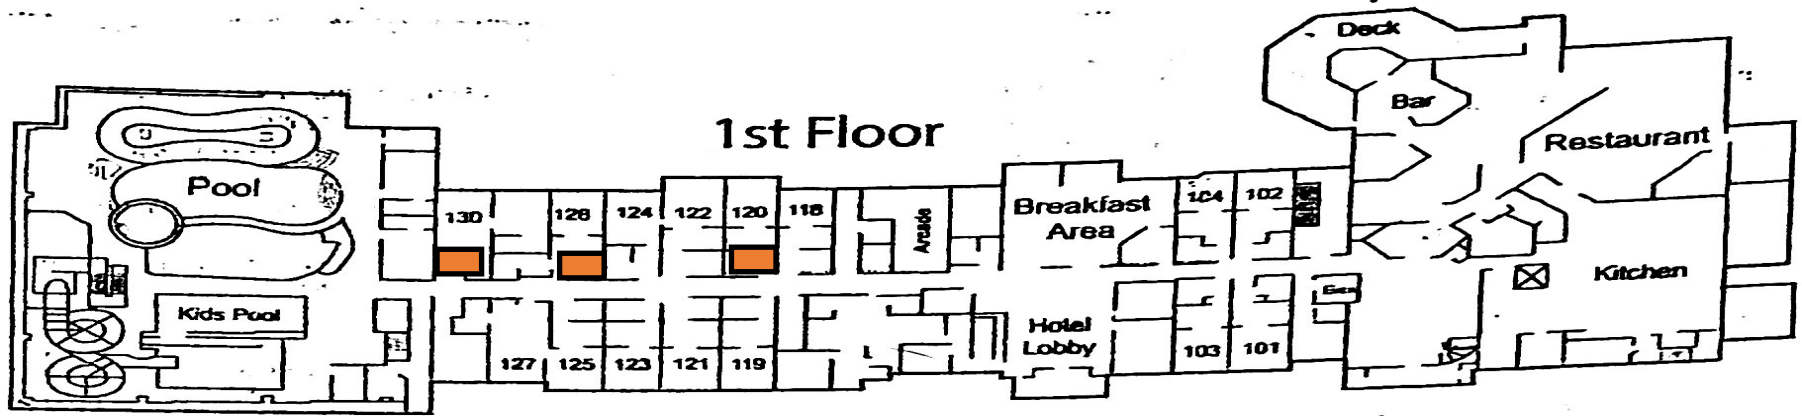 Deck
Bar
1st Floor
Restaurant
Pool
130
128
124
122
120
118
Arcade
Breakfast
Area
104
102
Kitchen
Kids Pool
Hotel
Lobby
127
125
123
121
119
103
101